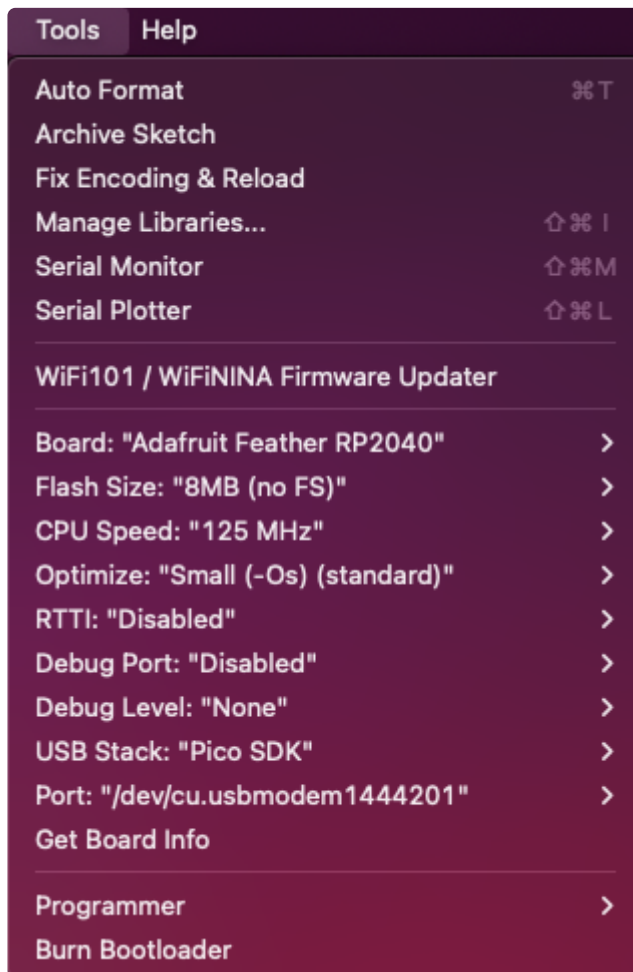 Tools Help
Auto Format ⌘T
Archive Sketch
Fix Encoding & Reload
Manage Libraries... ⇧⌘I
Serial Monitor ⇧⌘M
Serial Plotter ⇧⌘L
WiFi101 / WiFiNINA Firmware Updater
Board: "Adafruit Feather RP2040"
Flash Size: "8MB (no FS)"
CPU Speed: "125 MHz"
Optimize: "Small (-Os) (standard)"
RTTI: "Disabled"
Debug Port: "Disabled"
Debug Level: "None"
USB Stack: "Pico SDK"
Port: "/dev/cu.usbmodem1444201"
Get Board Info
Programmer
Burn Bootloader